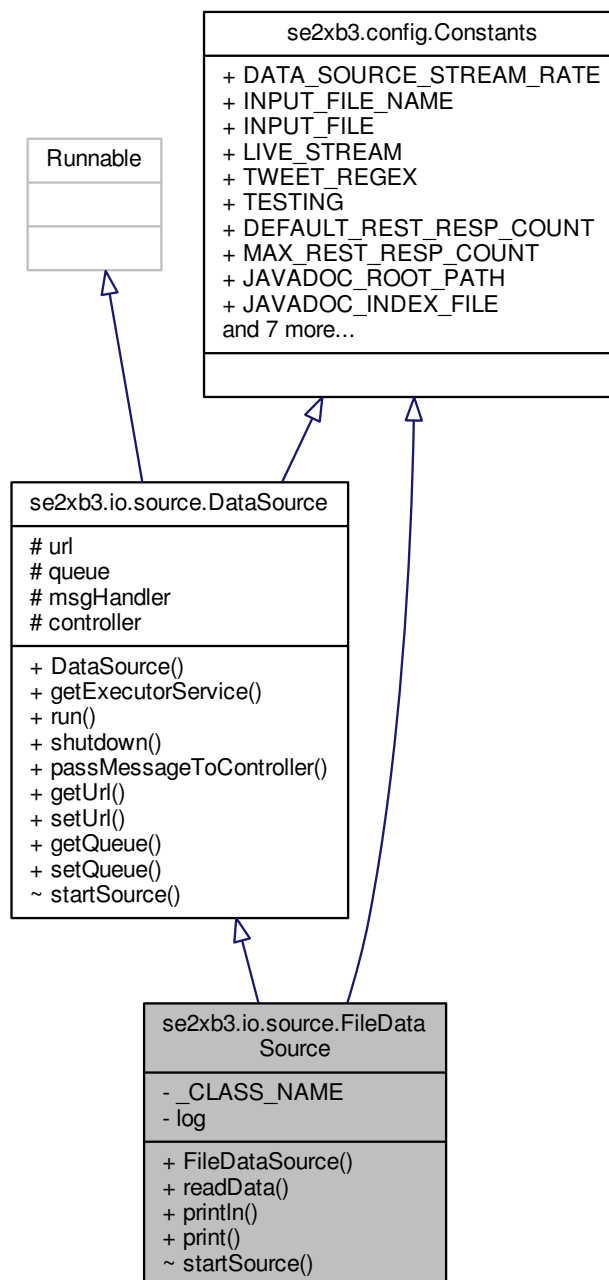 se2xb3.config.Constants
+ DATA_SOURCE_STREAM_RATE
+ INPUT_FILE_NAME
+ INPUT_FILE
+ LIVE_STREAM
+ TWEET_REGEX
+ TESTING
+ DEFAULT_REST_RESP_COUNT
+ MAX_REST_RESP_COUNT
+ JAVADOC_ROOT_PATH
+ JAVADOC_INDEX_FILE
and 7 more...
Runnable
se2xb3.io.source.DataSource
# url
# queue
# msgHandler
# controller
+ DataSource()
+ getExecutorService()
+ run()
+ shutdown()
+ passMessageToController()
+ getUrl()
+ setUrl()
+ getQueue()
+ setQueue()
~ startSource()
se2xb3.io.source.FileData
Source
- _CLASS_NAME
- log
+ FileDataSource()
+ readData()
+ println()
+ print()
~ startSource()